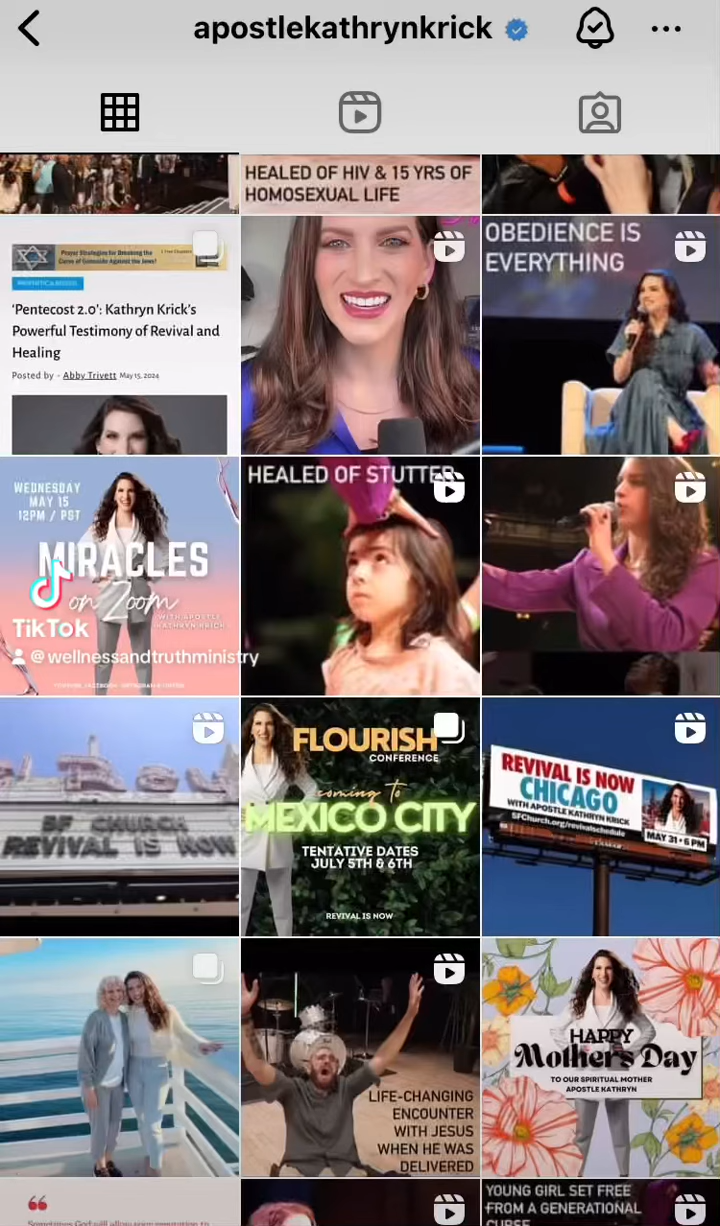 apostlekathrynkrick
HEALED OF HIV & 15 YRS OF
HOMOSEXUAL LIFE
Prayer Strategies for Breaking the
Curse of Genocide Against the Jews!
'Pentecost 2.0': Kathryn Krick's
Powerful Testimony of Revival and
Healing
Posted by - Abby Trivett May 15, 2024
OBEDIENCE IS
EVERYTHING
WEDNESDAY
MAY 15
12PM / PST
MIRACLES
on Zoom
WITH APOSTLE
KATHRYN KRICK
TikTok
@wellnessandtruthministry
HEALED OF STUTTER
5F CHURCH
REVIVAL IS NOW
FLOURISH
CONFERENCE
coming to
MEXICO CITY
TENTATIVE DATES
JULY 5TH & 6TH
REVIVAL IS NOW
REVIVAL IS NOW
CHICAGO
WITH APOSTLE KATHRYN KRICK
5FChurch.org/revivalschedule
MAY 31 • 6 PM
LIFE-CHANGING
ENCOUNTER
WITH JESUS
WHEN HE WAS
DELIVERED
HAPPY
Mother's Day
TO OUR SPIRITUAL MOTHER
APOSTLE KATHRYN
YOUNG GIRL SET FREE
FROM A GENERATIONAL
CURSE